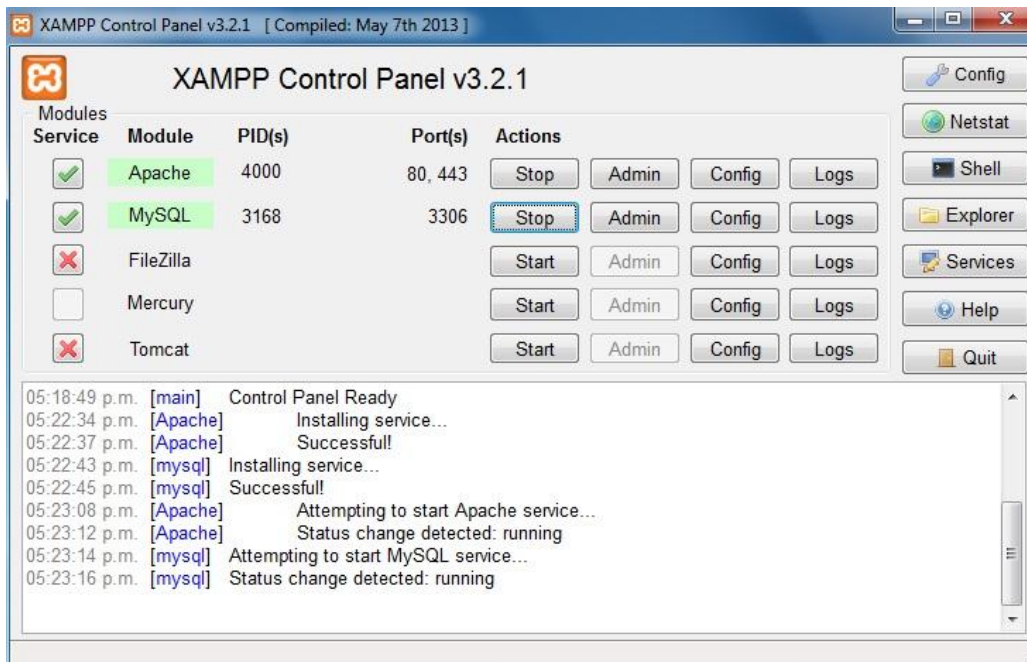 XAMPP Control Panel v3.2.1 [ Compiled: May 7th 2013 ]
XAMPP Control Panel v3.2.1
Config
Modules
Service Module PID(s) Port(s) Actions
Netstat
Apache 4000 80, 443 Stop Admin Config Logs
Shell
MySQL 3168 3306 Stop Admin Config Logs
Explorer
FileZilla Start Admin Config Logs
Services
Mercury Start Admin Config Logs
Help
Tomcat Start Admin Config Logs
Quit
05:18:49 p.m. [main] Control Panel Ready
05:22:34 p.m. [Apache] Installing service...
05:22:37 p.m. [Apache] Successful!
05:22:43 p.m. [mysql] Installing service...
05:22:45 p.m. [mysql] Successful!
05:23:08 p.m. [Apache] Attempting to start Apache service...
05:23:12 p.m. [Apache] Status change detected: running
05:23:14 p.m. [mysql] Attempting to start MySQL service...
05:23:16 p.m. [mysql] Status change detected: running